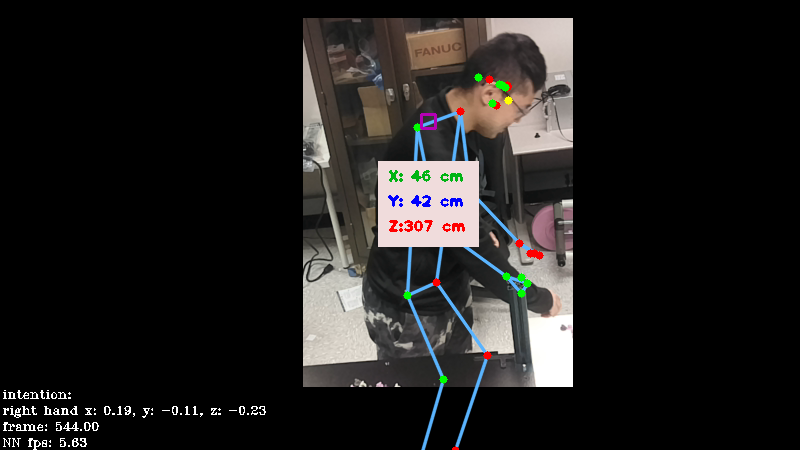 FANUC
X: 46 cm
Y: 42 cm
Z:307 cm
intention:
right hand x: 0.19, y: −0.11, z: −0.23
frame: 544.00
NN fps: 5.63